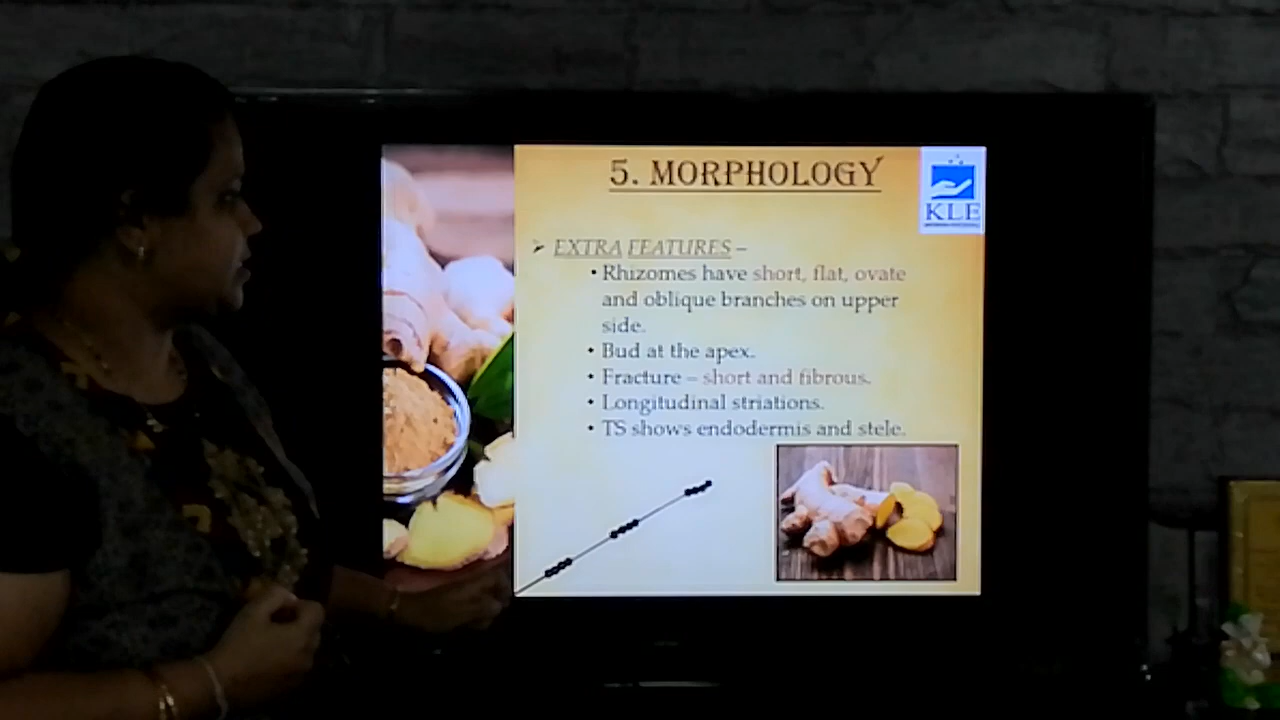 5. MORPHOLOGY
KLE
➢ EXTRA FEATURES –
• Rhizomes have short, flat, ovate
and oblique branches on upper
side.
• Bud at the apex.
• Fracture – short and fibrous.
• Longitudinal striations.
• TS shows endodermis and stele.